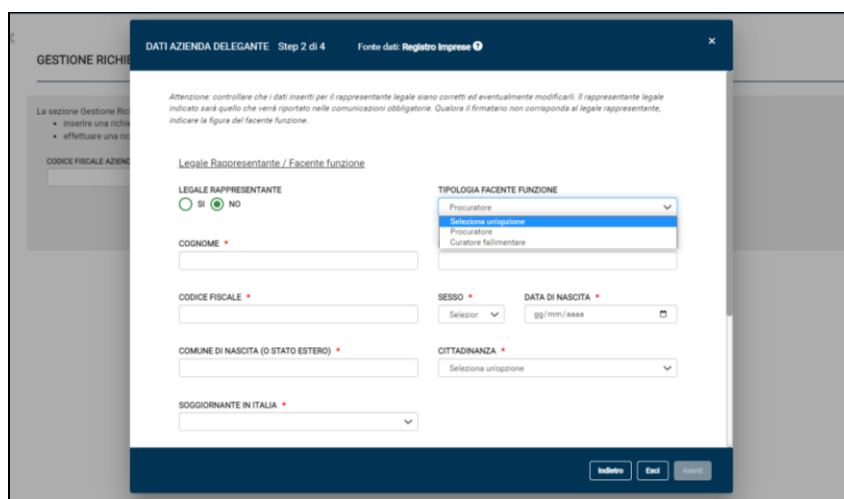 GESTIONE RICHIE
DATI AZIENDA DELEGANTE Step 2 di 4 Fonte dati: Registro Imprese ?
×
La sezione Gestione Ric
inserire una richie
effettuare una ric
CODICE FISCALE AZIEND
Attenzione: controllare che i dati inseriti per il rappresentante legale siano corretti ed eventualmente modificarli. Il rappresentante legale
indicato sarà quello che verrà riportato nelle comunicazioni obbligatorie. Qualora il firmatario non corrisponda al legale rappresentante,
indicare la figura del facente funzione.
Legale Rappresentante / Facente funzione
LEGALE RAPPRESENTANTE
SI NO
TIPOLOGIA FACENTE FUNZIONE
Procuratore
Seleziona un'opzione
Procuratore
Curatore fallimentare
COGNOME *
CODICE FISCALE *
SESSO * DATA DI NASCITA *
Selezior gg/mm/aaaa
COMUNE DI NASCITA (O STATO ESTERO) *
CITTADINANZA *
Seleziona un'opzione
SOGGIORNANTE IN ITALIA *
Indietro Esci Avanti